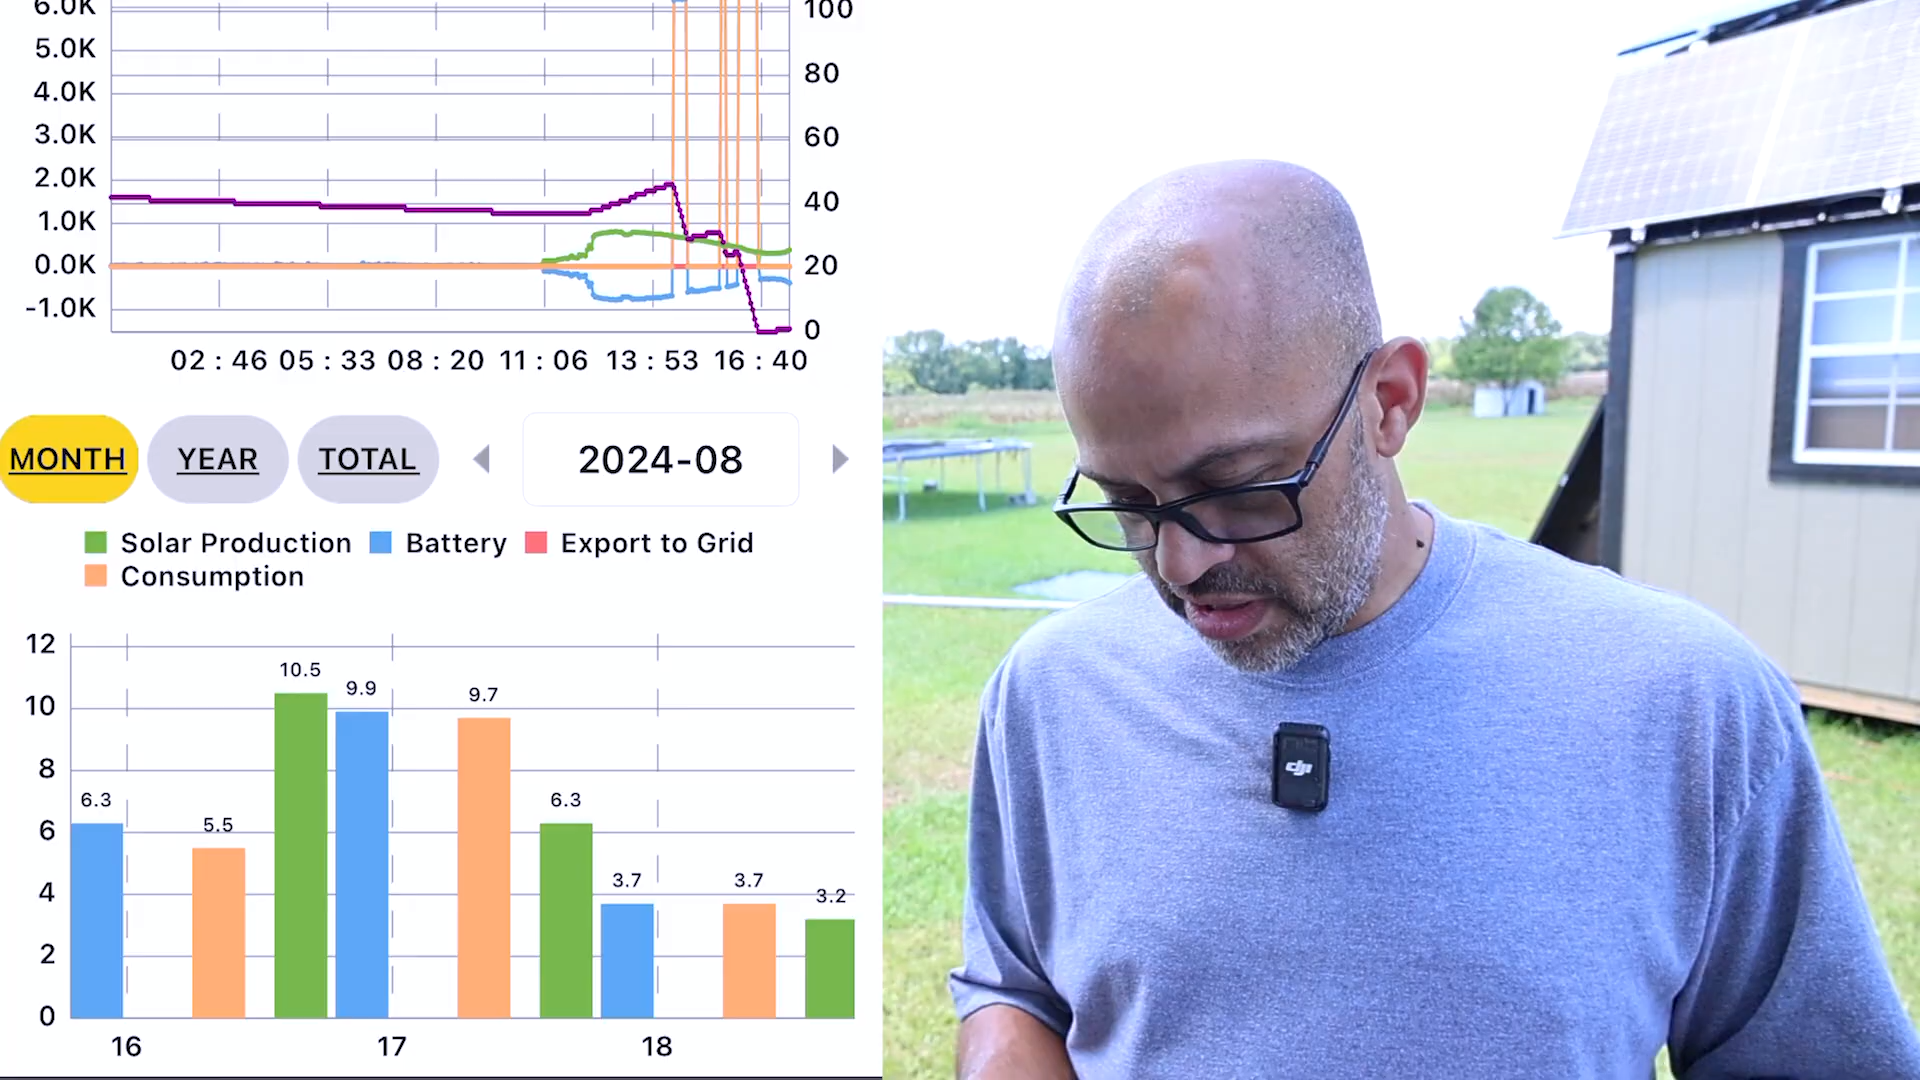 6.0K 100
5.0K
80
4.0K
3.0K 60
2.0K
40
1.0K
0.0K 20
-1.0K
0
02 : 46 05 : 33 08 : 20 11 : 06 13 : 53 16 : 40
MONTH YEAR TOTAL 2024-08
Solar Production Battery Export to Grid
Consumption
12
10.5
9.9
9.7
10
8
6.3
6.3
5.5
6
3.7
3.7
3.2
4
2
0
16 17 18
dji